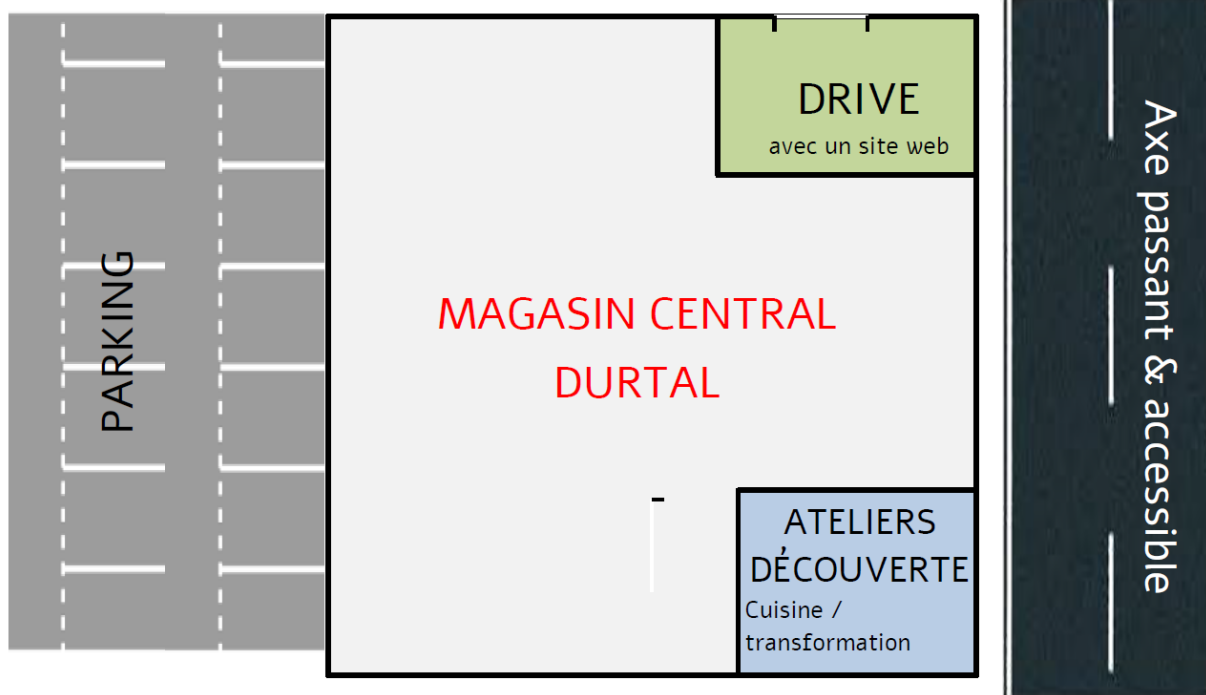 PARKING
DRIVE
avec un site web
MAGASIN CENTRAL
DURTAL
ATELIERS
DÉCOUVERTE
Cuisine /
transformation
Axe passant & accessible